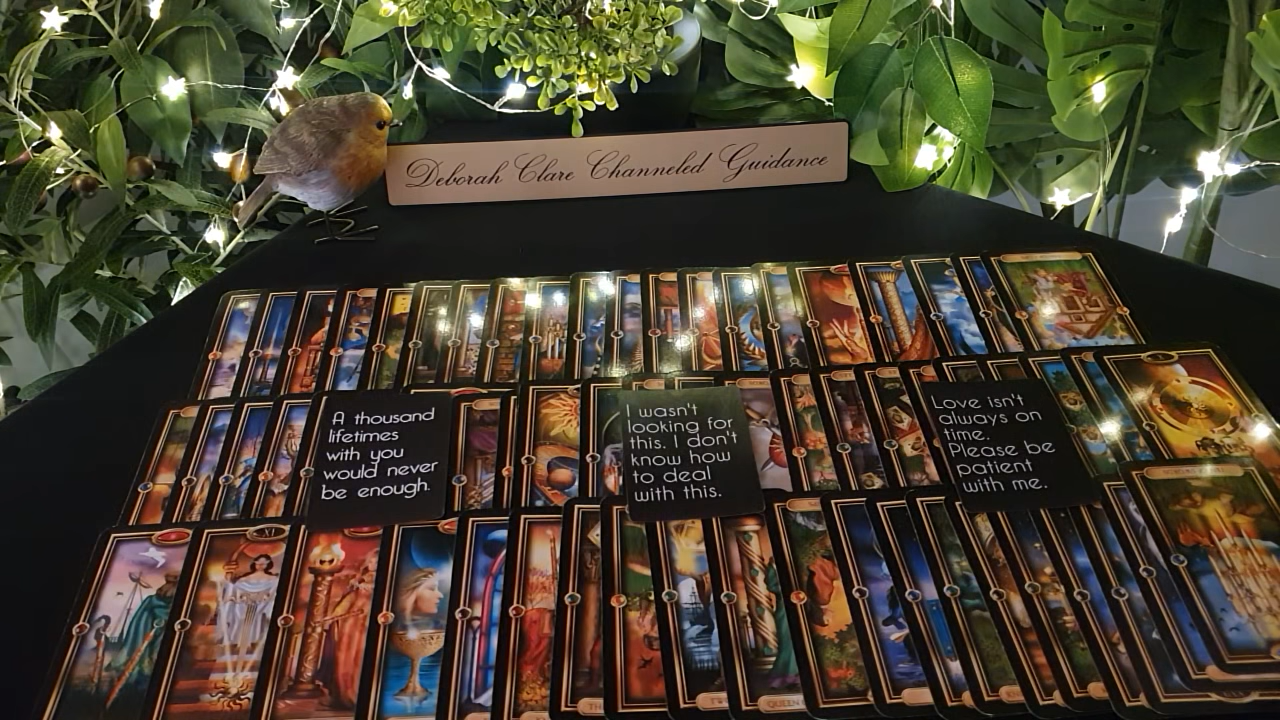 Deborah Clare Channeled Guidance
A thousand
lifetimes
with you
would never
be enough.
I wasn't
looking for
this. I don't
know how
to deal
with this.
Love isn't
always on
time.
Please be
patient
with me.